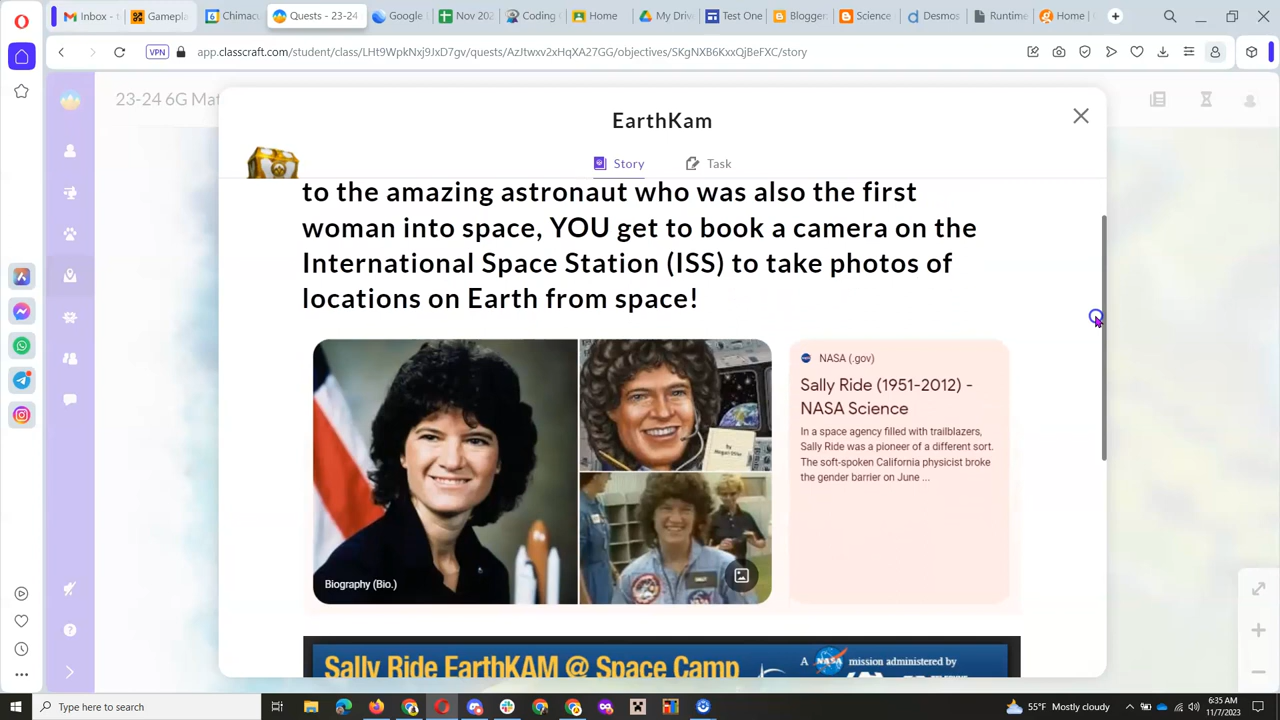 Inbox -
Gamepla
Chimacu
Quests - 23-24
Google
Nov 202
Coding
Home
My Driv
Test One
Blogger.
Science
Desmos
Runtime
Home |
VPN
app.classcraft.com/student/class/LHt9WpkNxj9JxD7gv/quests/AzJtwxv2xHqXAZ7GG/objectives/SKgNXB6KxxQjBeFXC/story
23-24 6G Mat
EarthKam
Story
Task
to the amazing astronaut who was also the first
woman into space, YOU get to book a camera on the
International Space Station (ISS) to take photos of
locations on Earth from space!
NASA (.gov)
Sally Ride (1951-2012) -
NASA Science
In a space agency filled with trailblazers,
Sally Ride was a pioneer of a different sort.
The soft-spoken California physicist broke
the gender barrier on June ...
Biography (Bio.)
Sally Ride EarthKAM @ Space Camp
A NASA mission administered by
Type here to search
55°F Mostly cloudy
6:35 AM
11/7/2023